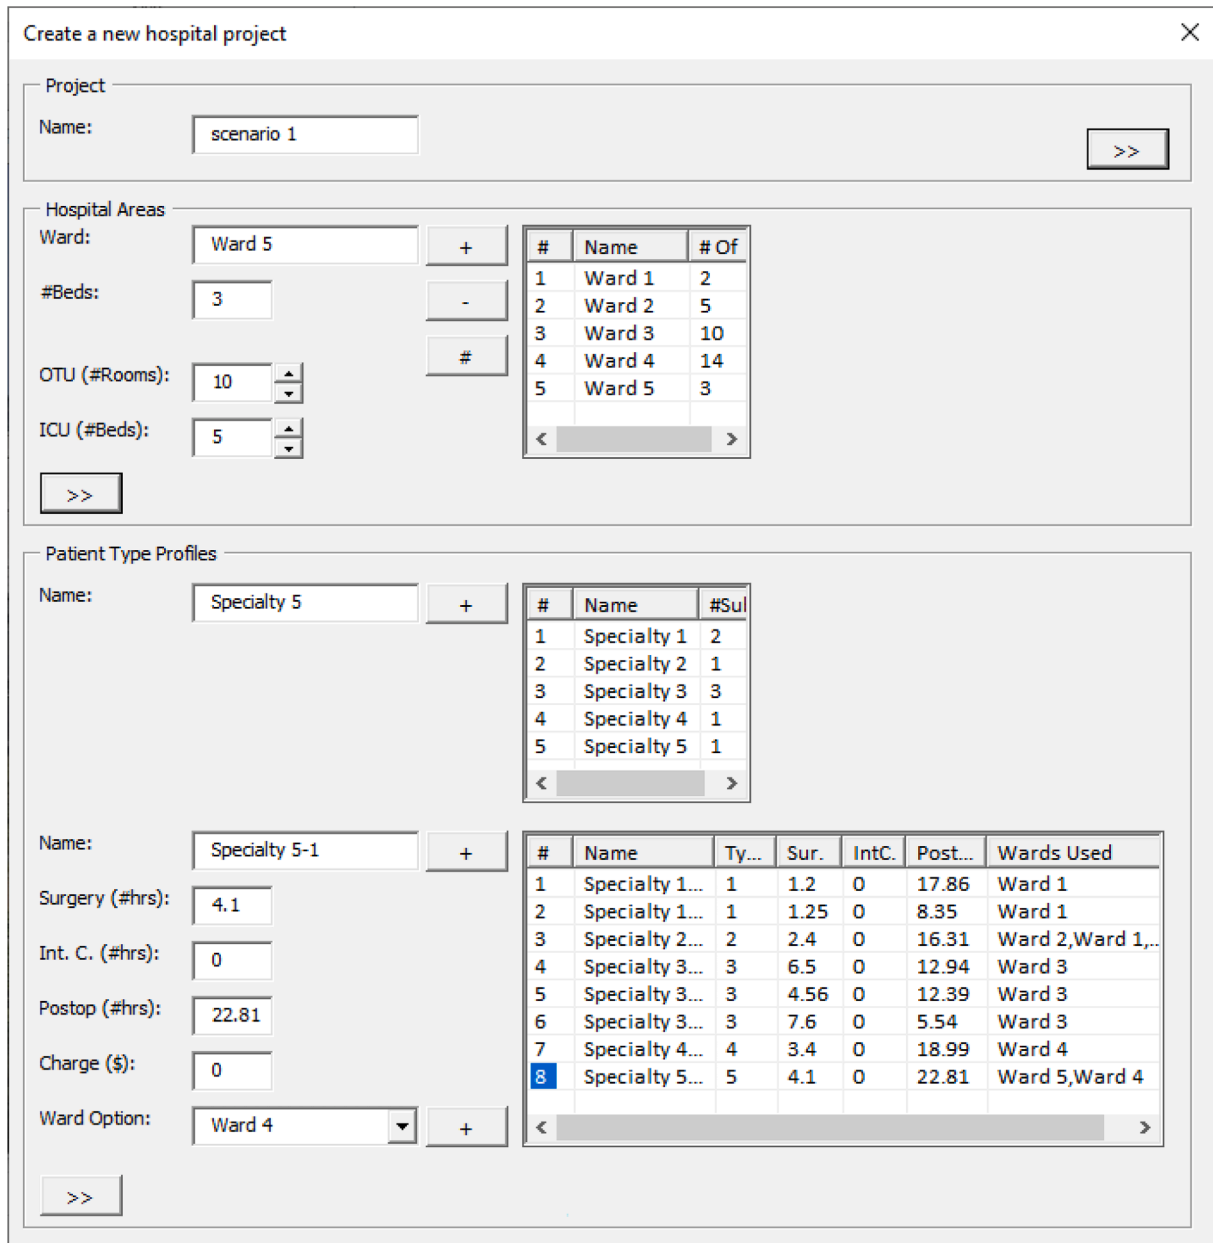 Create a new hospital project
Project
Name: scenario 1
>>
Hospital Areas
Ward: Ward 5 +
#Beds: 3 -
#
OTU (#Rooms): 10
ICU (#Beds): 5
# Name # Of
1 Ward 1 2
2 Ward 2 5
3 Ward 3 10
4 Ward 4 14
5 Ward 5 3
< >
>>
Patient Type Profiles
Name: Specialty 5 +
# Name #Sul
1 Specialty 1 2
2 Specialty 2 1
3 Specialty 3 3
4 Specialty 4 1
5 Specialty 5 1
< >
Name: Specialty 5-1 +
Surgery (#hrs): 4.1
Int. C. (#hrs): 0
Postop (#hrs): 22.81
Charge ($): 0
Ward Option: Ward 4 +
# Name Ty... Sur. IntC. Post... Wards Used
1 Specialty 1... 1 1.2 0 17.86 Ward 1
2 Specialty 1... 1 1.25 0 8.35 Ward 1
3 Specialty 2... 2 2.4 0 16.31 Ward 2,Ward 1,..
4 Specialty 3... 3 6.5 0 12.94 Ward 3
5 Specialty 3... 3 4.56 0 12.39 Ward 3
6 Specialty 3... 3 7.6 0 5.54 Ward 3
7 Specialty 4... 4 3.4 0 18.99 Ward 4
8 Specialty 5... 5 4.1 0 22.81 Ward 5,Ward 4
< >
>>